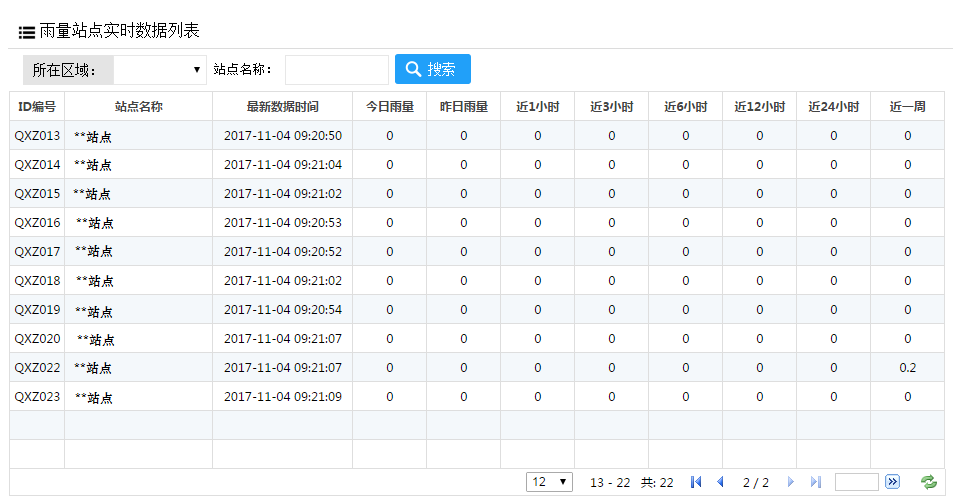 雨量站点实时数据列表
所在区域： 站点名称： 搜索
ID编号 站点名称 最新数据时间 今日雨量 昨日雨量 近1小时 近3小时 近6小时 近12小时 近24小时 近一周
QXZ013 **站点 2017-11-04 09:20:50 0 0 0 0 0 0 0 0
QXZ014 **站点 2017-11-04 09:21:04 0 0 0 0 0 0 0 0
QXZ015 **站点 2017-11-04 09:21:02 0 0 0 0 0 0 0 0
QXZ016 **站点 2017-11-04 09:20:53 0 0 0 0 0 0 0 0
QXZ017 **站点 2017-11-04 09:20:52 0 0 0 0 0 0 0 0
QXZ018 **站点 2017-11-04 09:21:02 0 0 0 0 0 0 0 0
QXZ019 **站点 2017-11-04 09:20:54 0 0 0 0 0 0 0 0
QXZ020 **站点 2017-11-04 09:21:07 0 0 0 0 0 0 0 0
QXZ022 **站点 2017-11-04 09:21:07 0 0 0 0 0 0 0 0.2
QXZ023 **站点 2017-11-04 09:21:09 0 0 0 0 0 0 0 0
12 13 - 22 共: 22 2 / 2